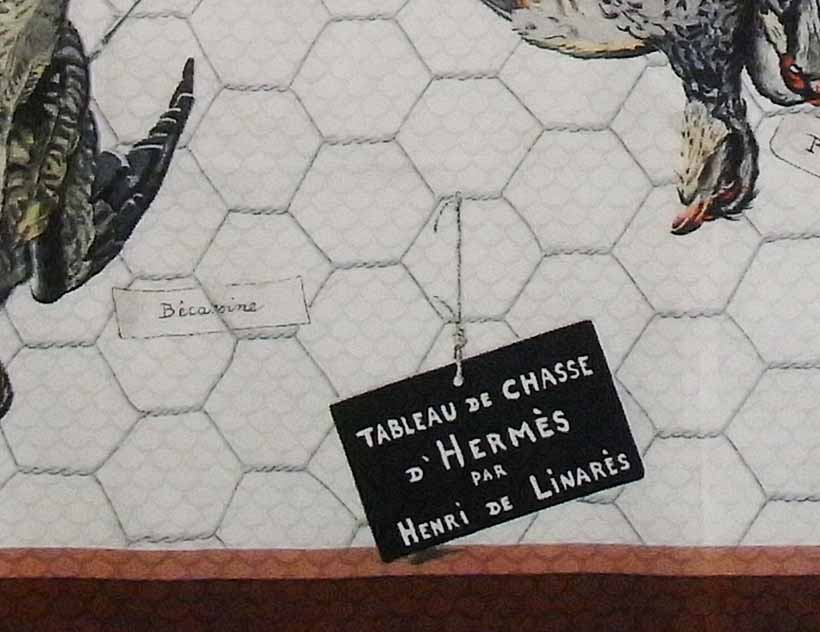 Bécassine
TABLEAU DE CHASSE
D'HERMÈS
PAR
HENRI DE LINARÈS